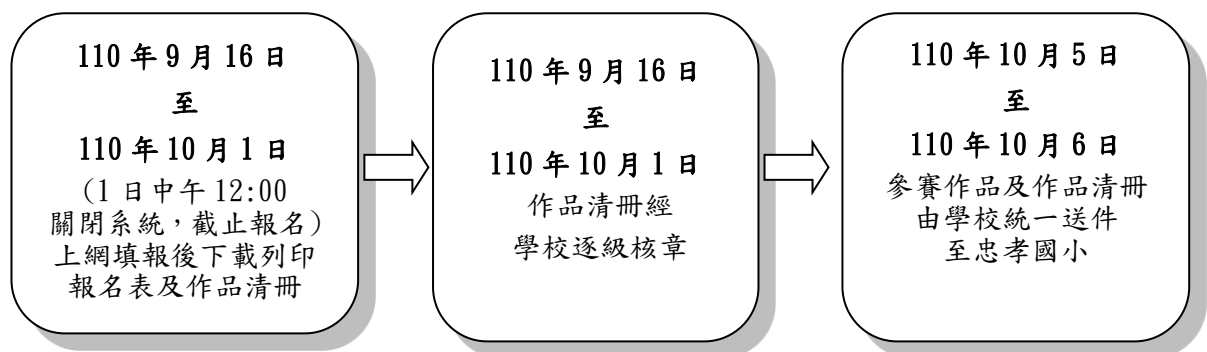 110 年 9 月 16 日
至
110 年 10 月 1 日
(1 日中午 12:00
關閉系統,截止報名)
上網填報後下載列印
報名表及作品清冊
110 年 9 月 16 日
至
110 年 10 月 1 日
作品清冊經
學校逐級核章
110 年 10 月 5 日
至
110 年 10 月 6 日
參賽作品及作品清冊
由學校統一送件
至忠孝國小